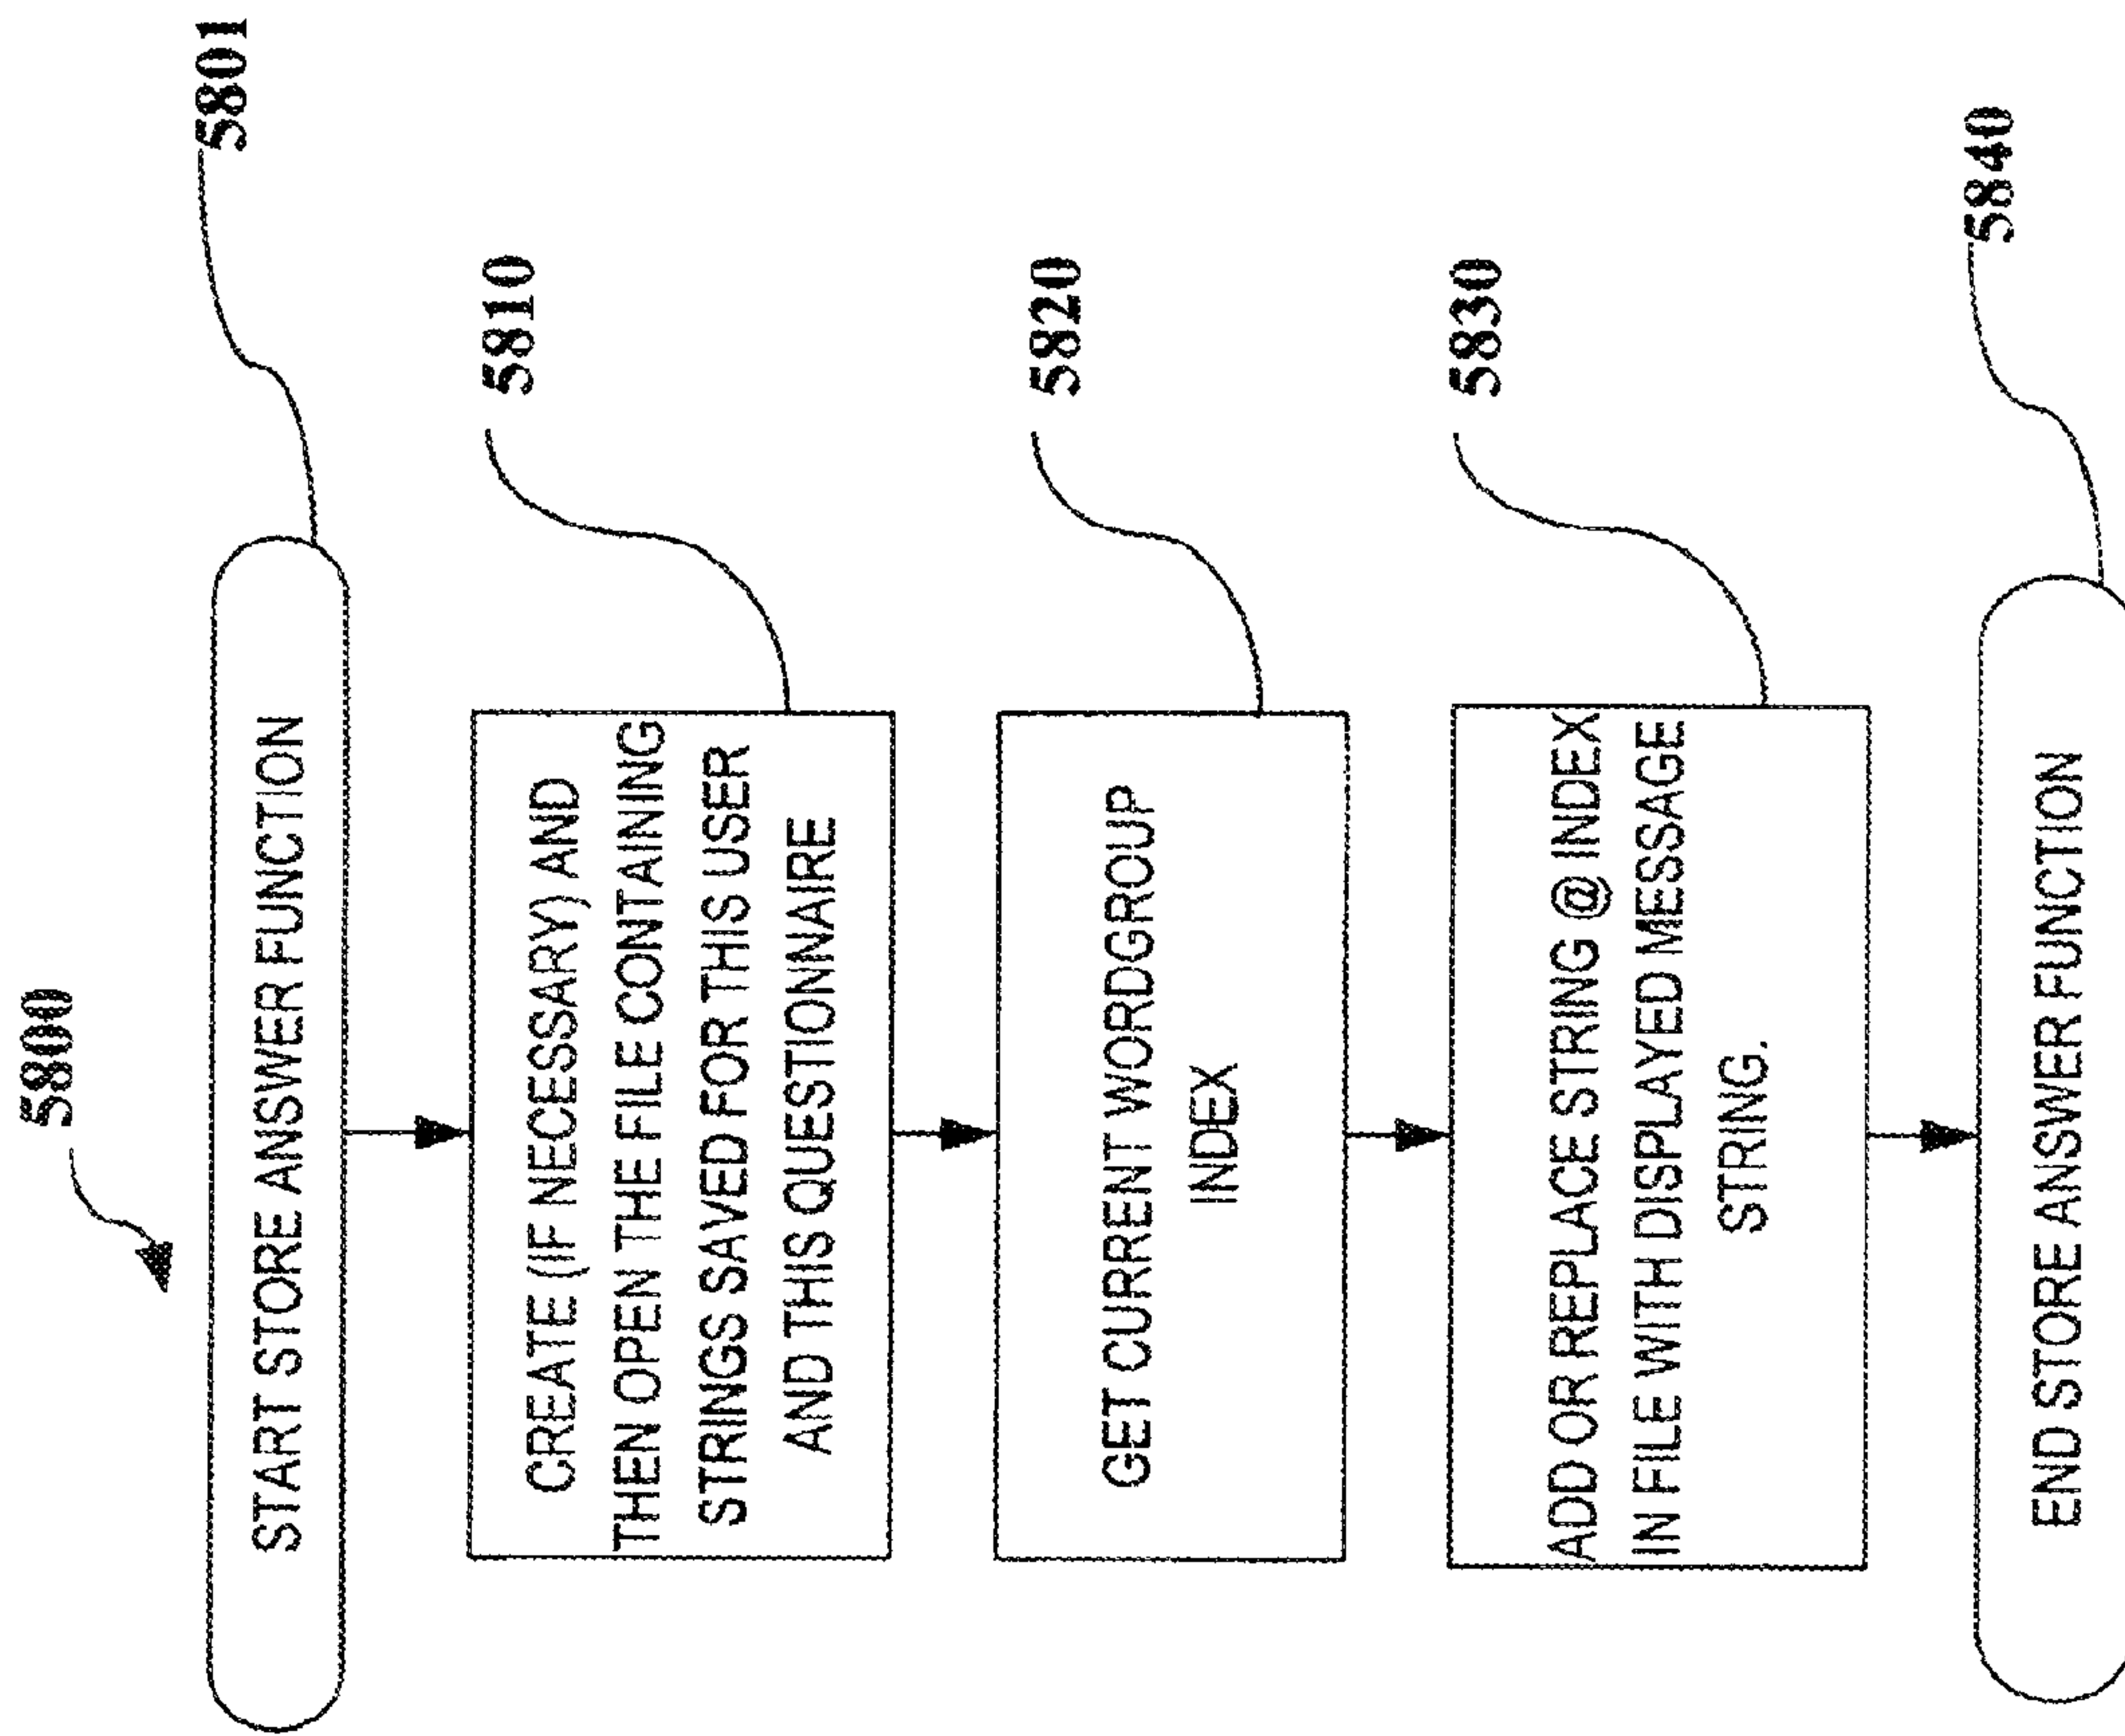 5800
START STORE ANSWER FUNCTION
5801
CREATE (IF NECESSARY) AND
THEN OPEN THE FILE CONTAINING
STRINGS SAVED FOR THIS USER
AND THIS QUESTIONNAIRE
5810
GET CURRENT WORDGROUP
INDEX
5820
ADD OR REPLACE STRING @ INDEX
IN FILE WITH DISPLAYED MESSAGE
STRING.
5830
END STORE ANSWER FUNCTION
5840